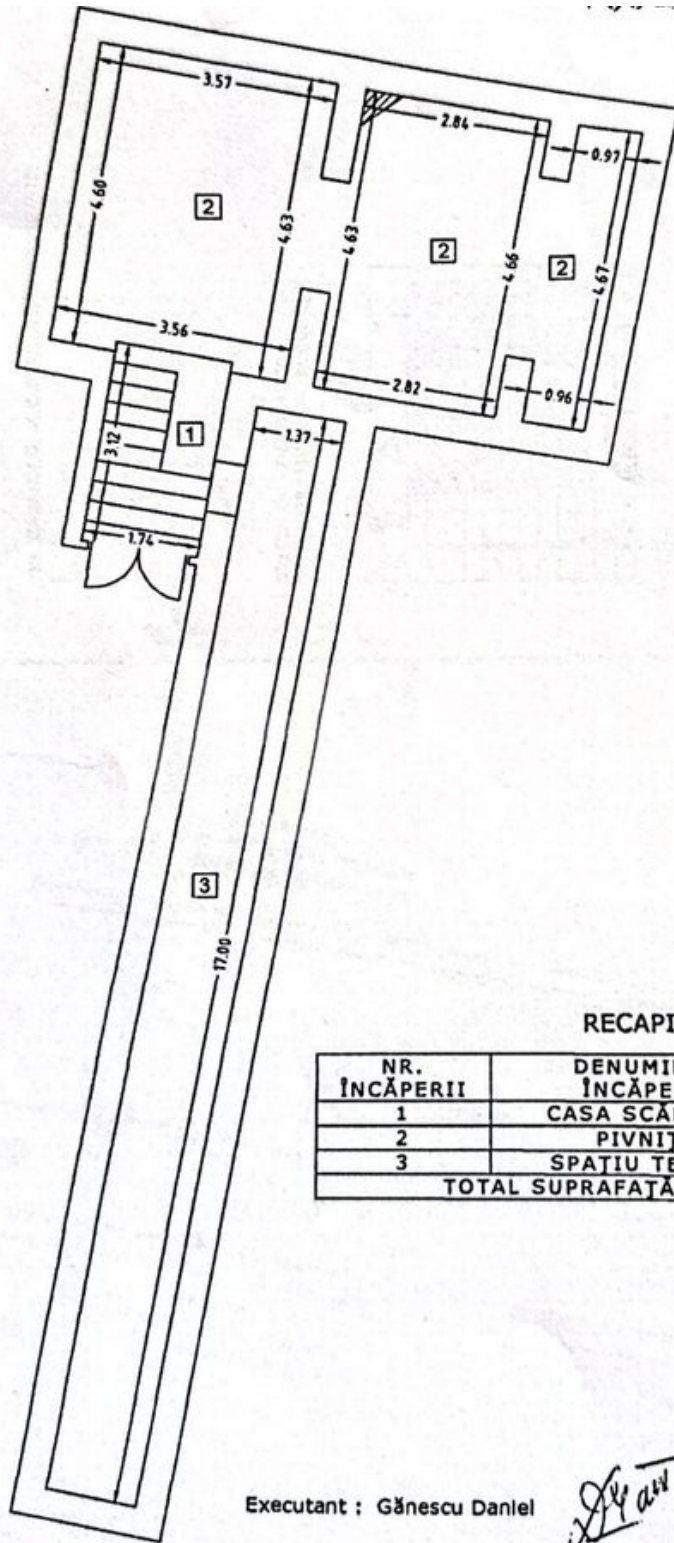 3.57
2.84
0.97
4.60
2
4.63
4.63
2
4.66
2
4.67
3.56
2.82
0.96
1
3.12
1.37
1.74
3
17.00
RECAPI
NR. ÎNCĂPERII
DENUMI
ÎNCĂPE
1 CASA SCĂ
2 PIVNIȚ
3 SPAȚIU TE
TOTAL SUPRAFAȚĂ
Executant : Gănescu Daniel